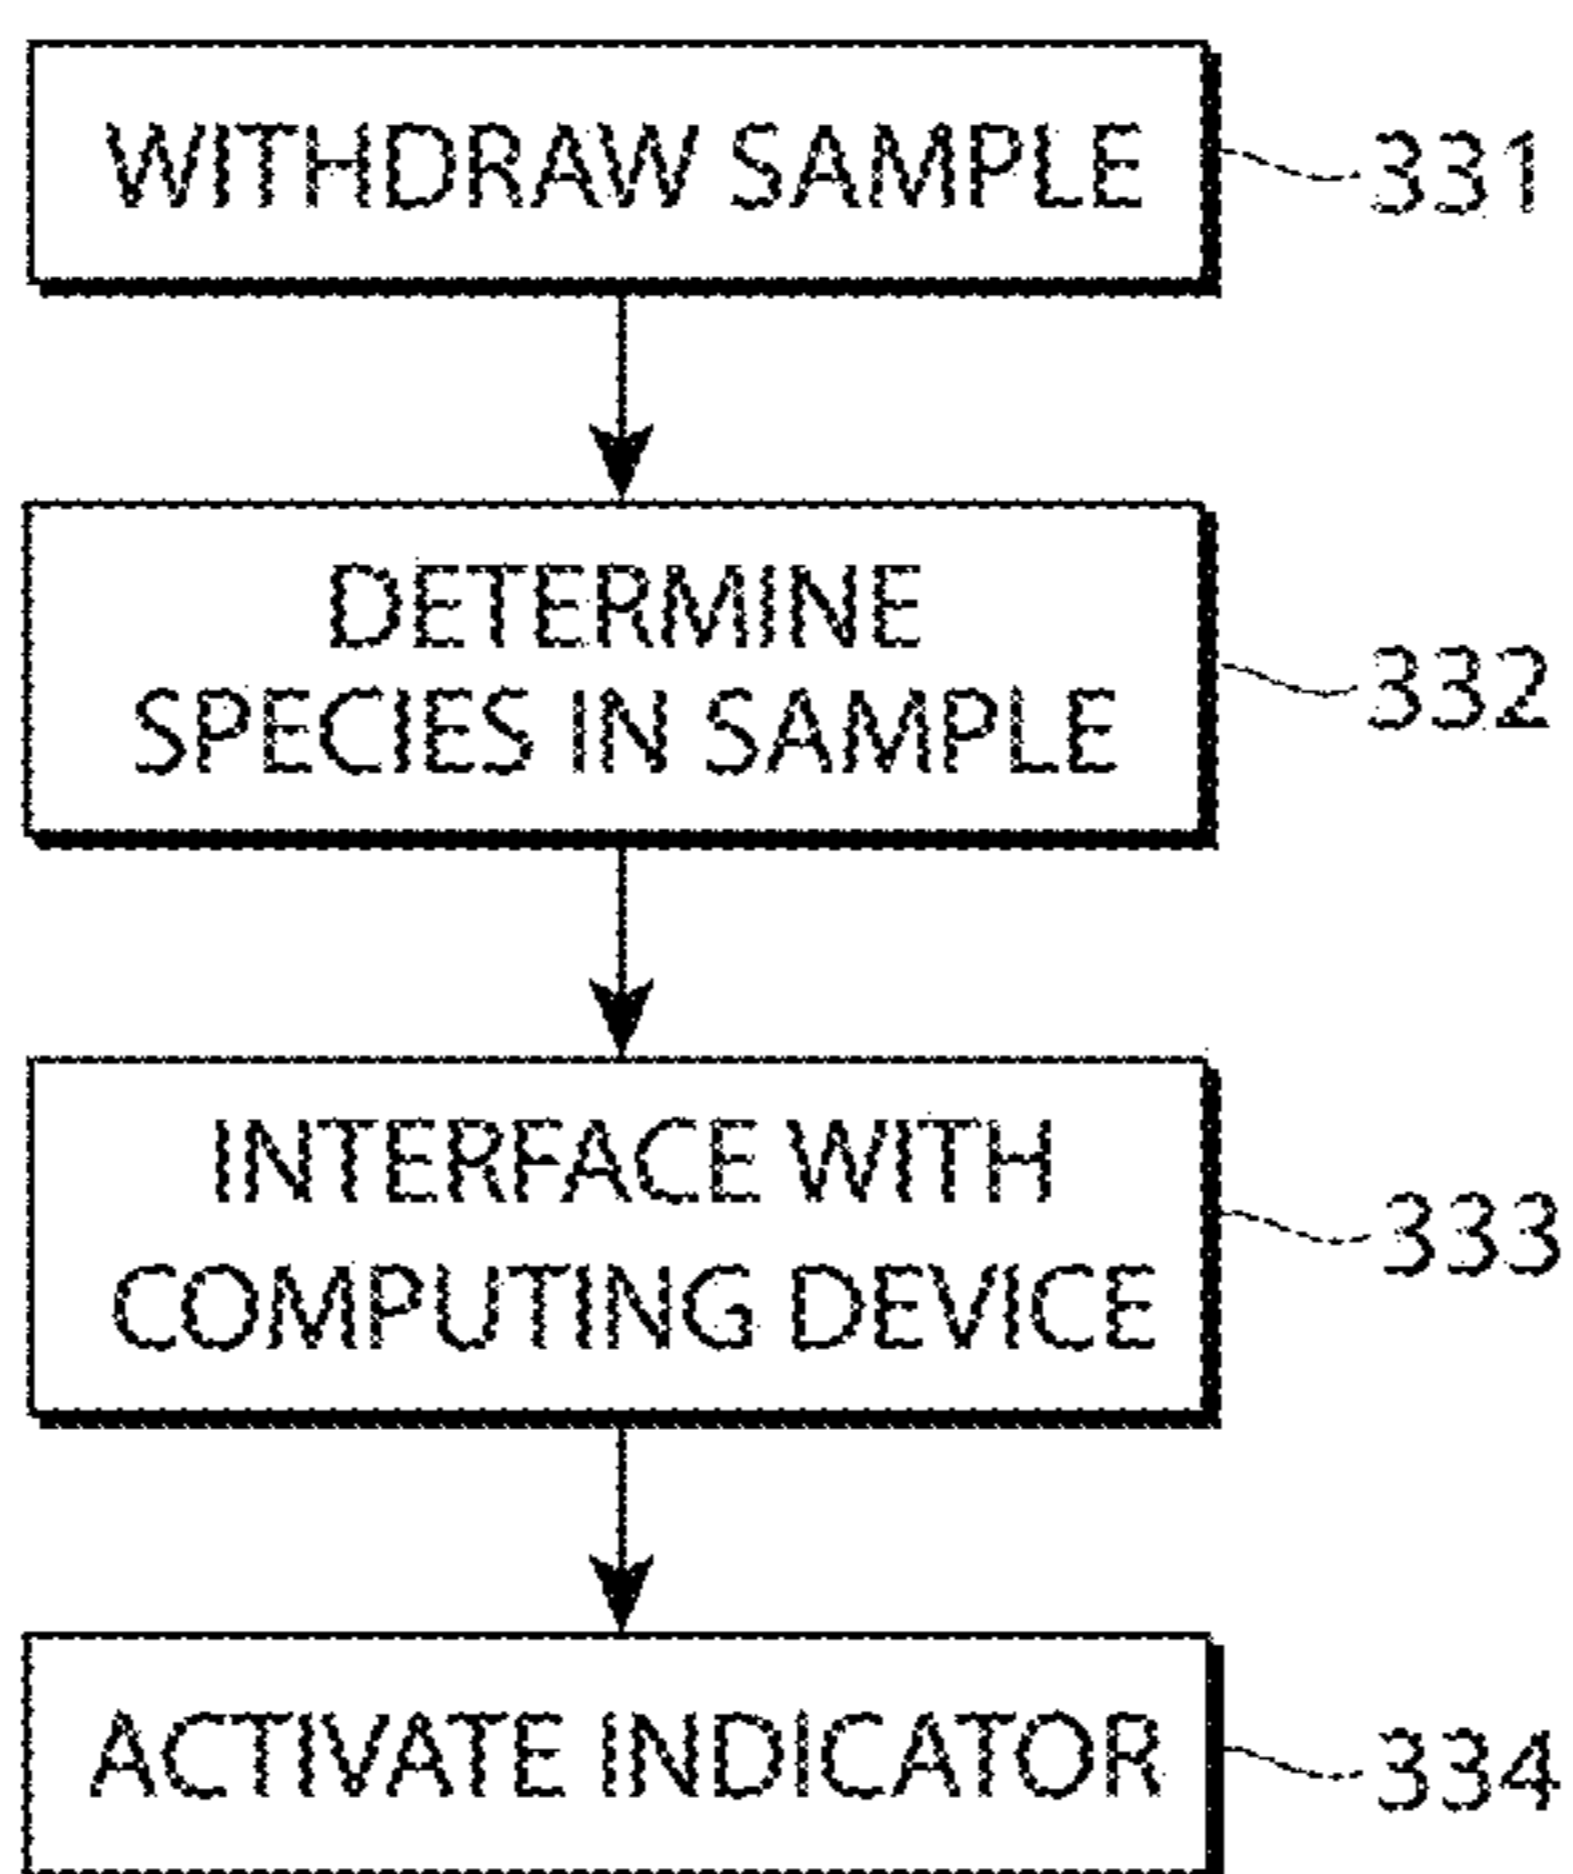 WITHDRAW SAMPLE
331
DETERMINE
SPECIES IN SAMPLE
332
INTERFACE WITH
COMPUTING DEVICE
333
ACTIVATE INDICATOR
334